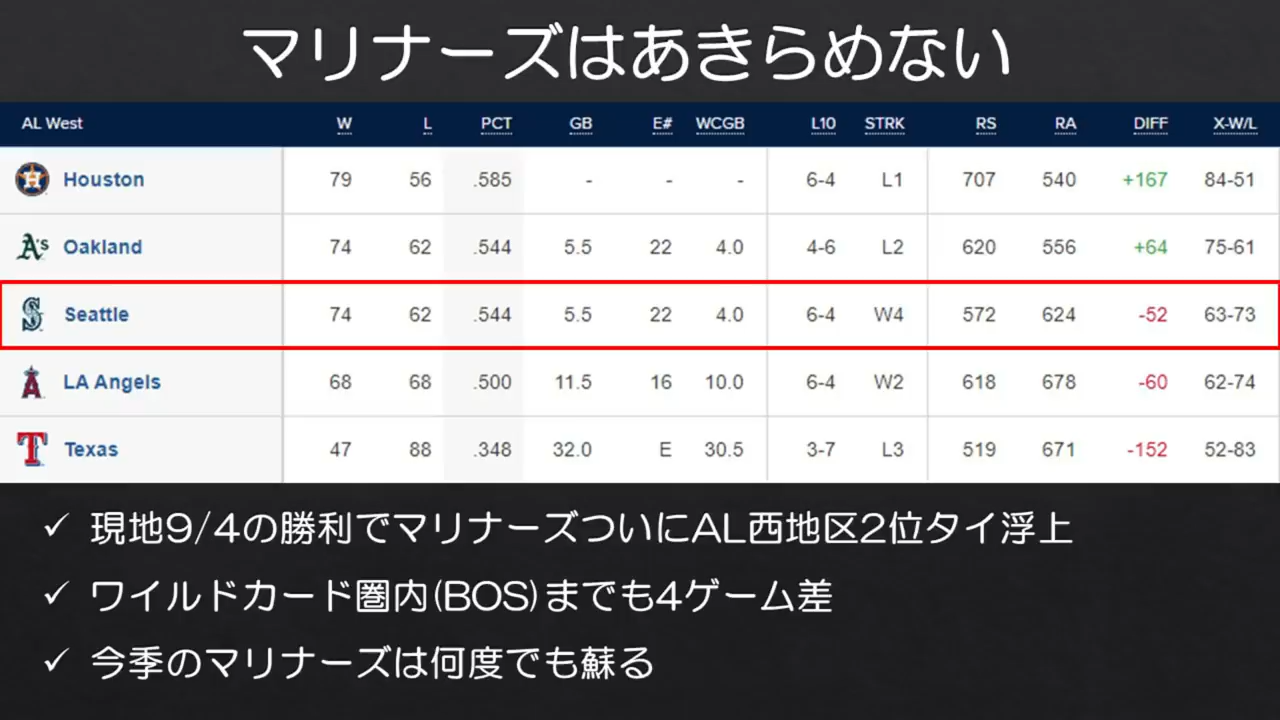 マリナーズはあきらめない
AL West W L PCT GB E# WCGB L10 STRK RS RA DIFF X-W/L
Houston 79 56 .585 - - - 6-4 L1 707 540 +167 84-51
Oakland 74 62 .544 5.5 22 4.0 4-6 L2 620 556 +64 75-61
Seattle 74 62 .544 5.5 22 4.0 6-4 W4 572 624 -52 63-73
LA Angels 68 68 .500 11.5 16 10.0 6-4 W2 618 678 -60 62-74
Texas 47 88 .348 32.0 E 30.5 3-7 L3 519 671 -152 52-83
✓ 現地9/4の勝利でマリナーズついにAL西地区2位タイ浮上
✓ ワイルドカード圏内(BOS)までも4ゲーム差
✓ 今季のマリナーズは何度でも蘇る